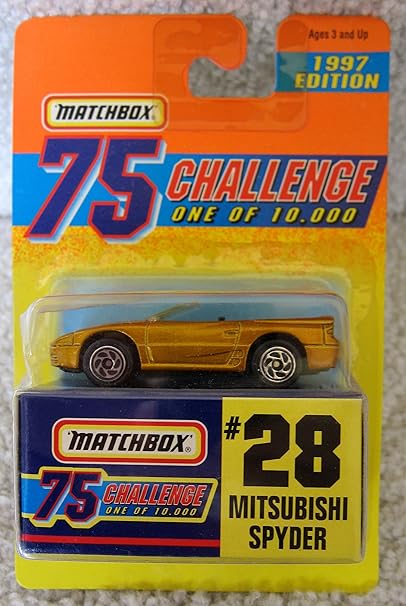 Ages 3 and Up
1997
EDITION
MATCHBOX
75 CHALLENGE
ONE OF 10.000
MATCHBOX®
75 CHALLENGE
ONE OF 10.000
#28
MITSUBISHI
SPYDER